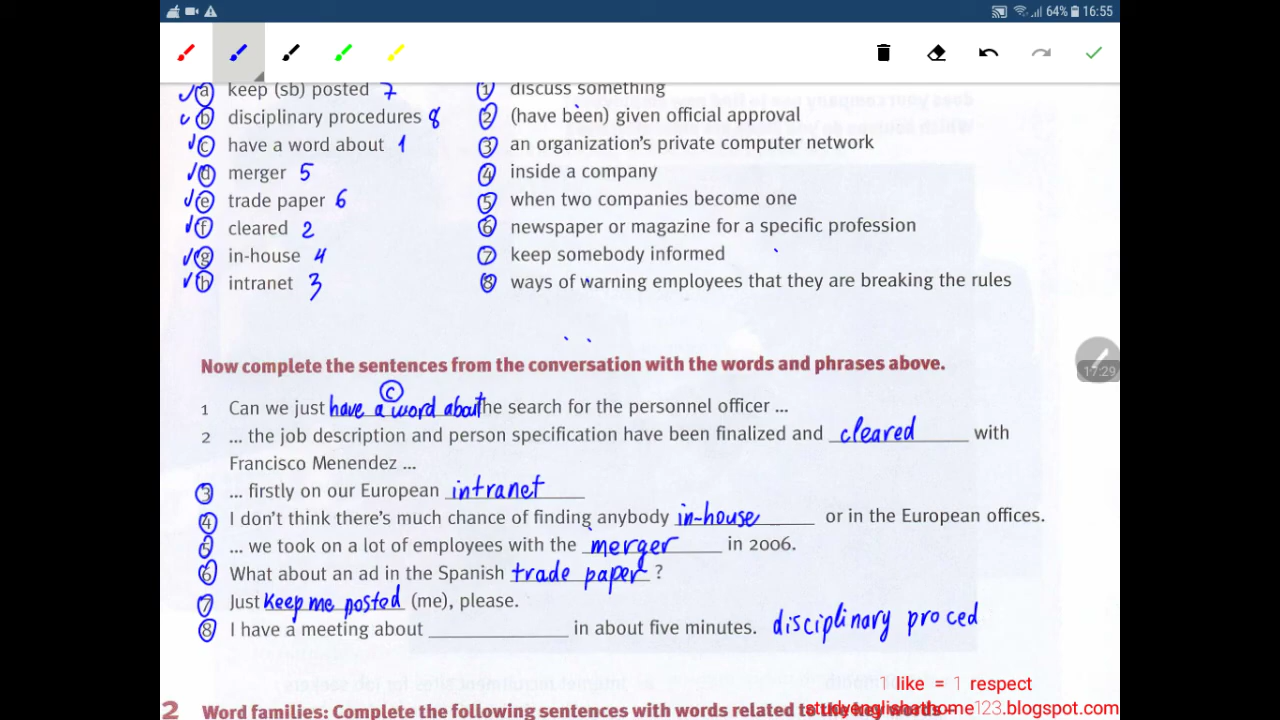 64% 16:55
a keep (sb) posted 7 1 discuss something
b disciplinary procedures 8 2 (have been) given official approval
c have a word about 1 3 an organization's private computer network
d merger 5 4 inside a company
e trade paper 6 5 when two companies become one
f cleared 2 6 newspaper or magazine for a specific profession
g in-house 4 7 keep somebody informed
h intranet 3 8 ways of warning employees that they are breaking the rules
17:29
Now complete the sentences from the conversation with the words and phrases above.
c
1 Can we just have a word about the search for the personnel officer ...
2 ... the job description and person specification have been finalized and cleared with
Francisco Menendez ...
3 ... firstly on our European intranet
4 I don't think there's much chance of finding anybody in-house or in the European offices.
5 ... we took on a lot of employees with the merger in 2006.
6 What about an ad in the Spanish trade paper ?
7 Just Keep me posted (me), please.
8 I have a meeting about ____________ in about five minutes. disciplinary proced
1 like = 1 respect
studyenglishathome123.blogspot.com
2 Word families: Complete the following sentences with words related to the key words